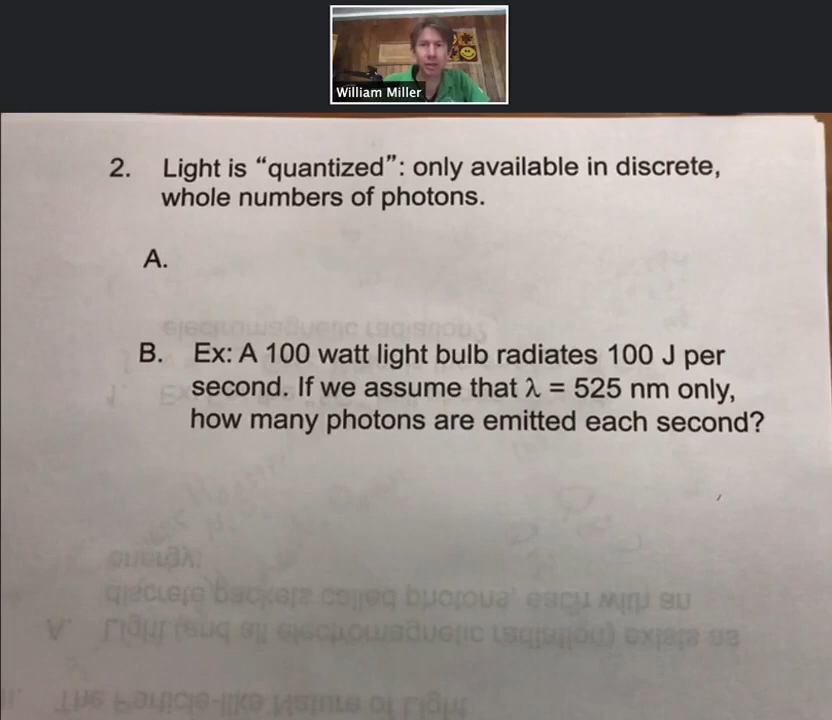 William Miller
2. Light is “quantized”: only available in discrete,
whole numbers of photons.
A.
B. Ex: A 100 watt light bulb radiates 100 J per
second. If we assume that λ = 525 nm only,
how many photons are emitted each second?